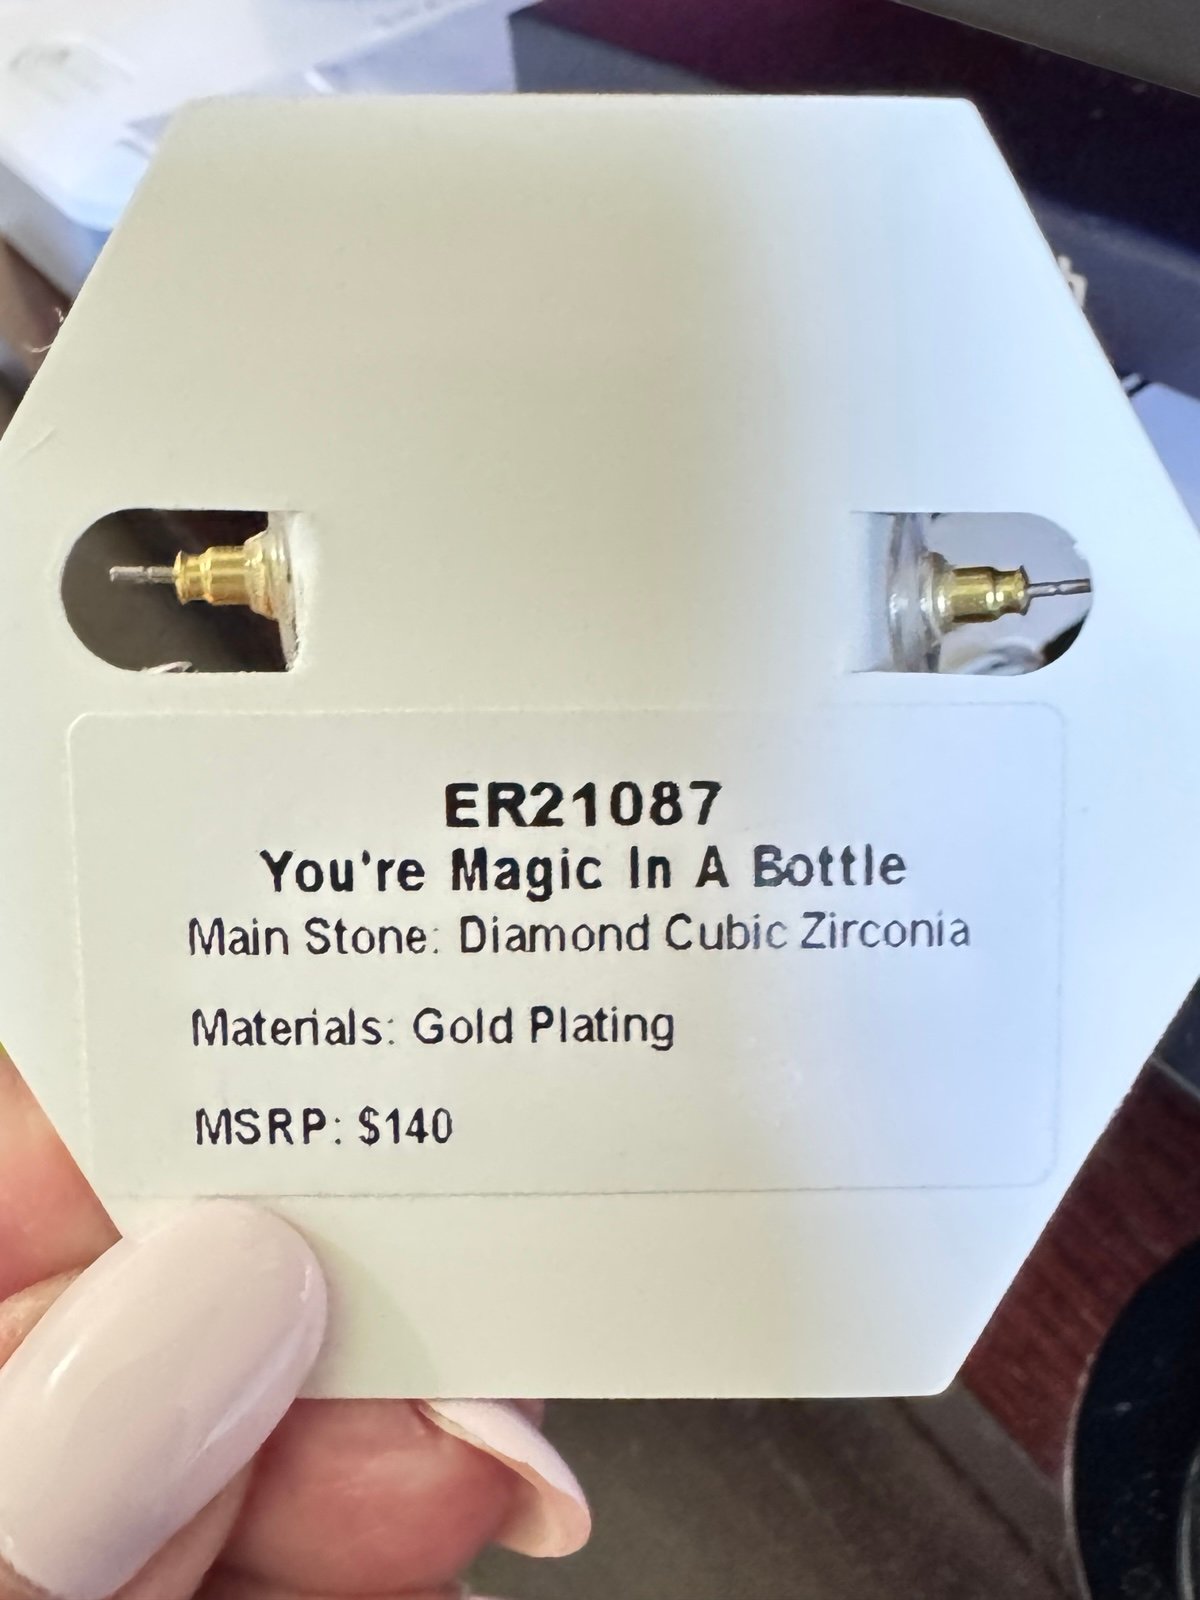 ER21087
You're Magic In A Bottle
Main Stone: Diamond Cubic Zirconia
Materials: Gold Plating
MSRP: $140